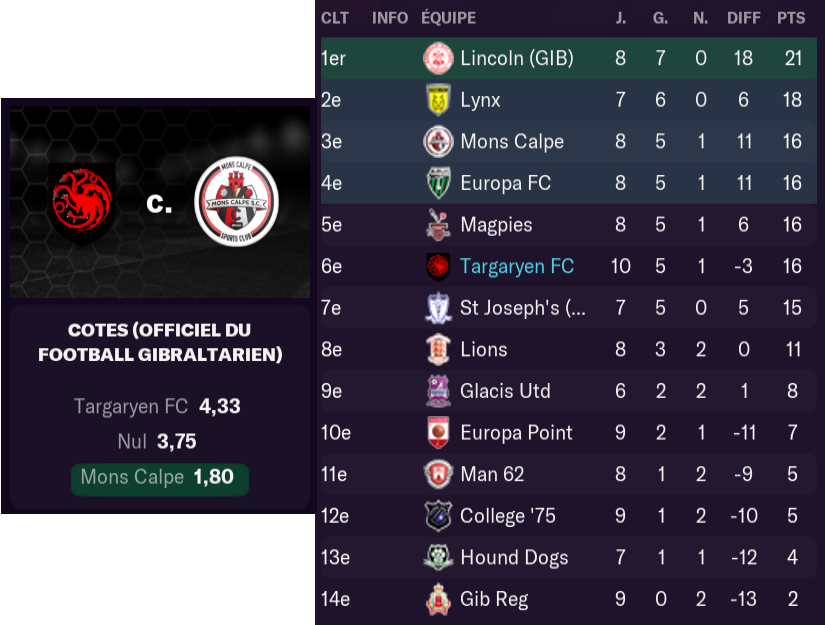 c.
MONS CALPE
MONS CALPE S.C.
SPORTS CLUB
COTES (OFFICIEL DU
FOOTBALL GIBRALTARIEN)
Targaryen FC 4,33
Nul 3,75
Mons Calpe 1,80
CLT INFO ÉQUIPE J. G. N. DIFF PTS
1er Lincoln (GIB) 8 7 0 18 21
2e Lynx 7 6 0 6 18
3e Mons Calpe 8 5 1 11 16
4e Europa FC 8 5 1 11 16
5e Magpies 8 5 1 6 16
6e Targaryen FC 10 5 1 -3 16
7e St Joseph's (... 7 5 0 5 15
8e Lions 8 3 2 0 11
9e Glacis Utd 6 2 2 1 8
10e Europa Point 9 2 1 -11 7
11e Man 62 8 1 2 -9 5
12e College '75 9 1 2 -10 5
13e Hound Dogs 7 1 1 -12 4
14e Gib Reg 9 0 2 -13 2